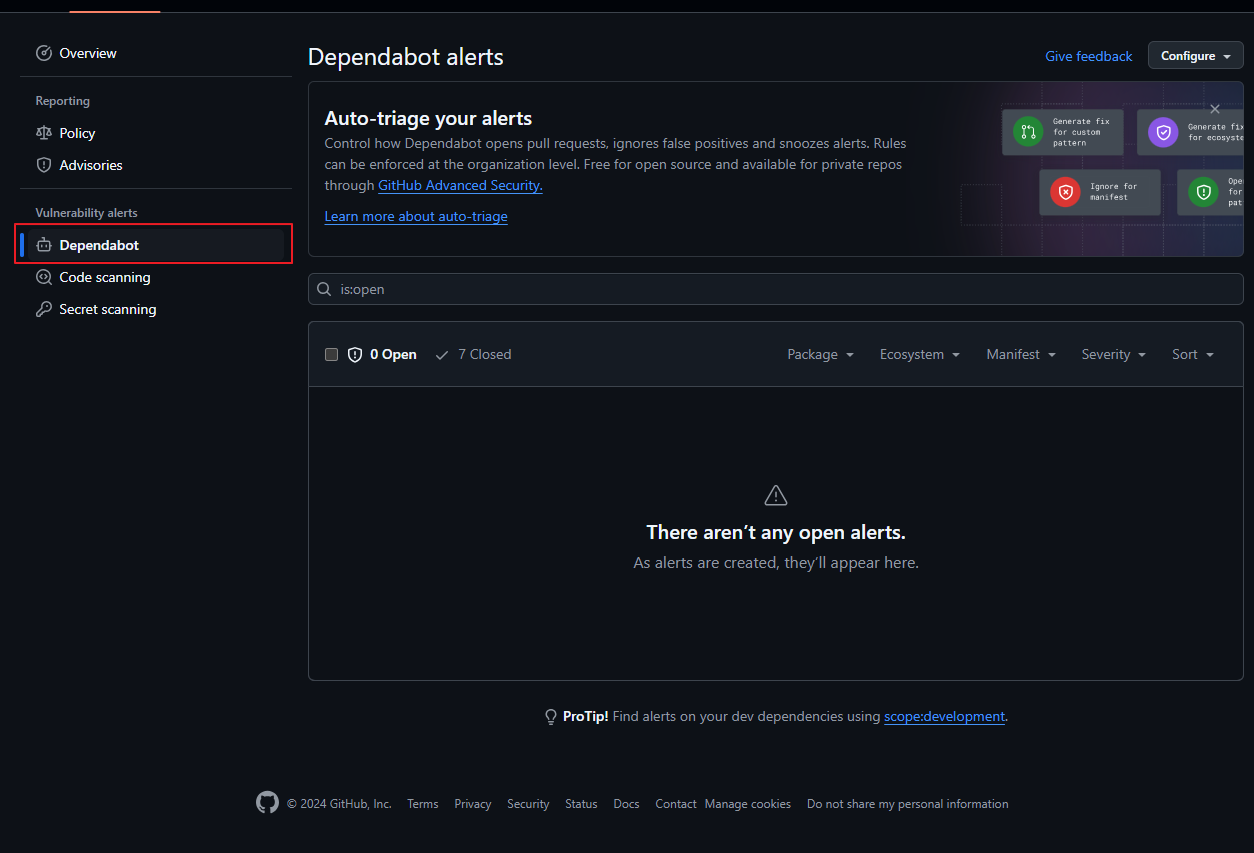 Overview
Reporting
Policy
Advisories
Vulnerability alerts
Dependabot
Code scanning
Secret scanning
Dependabot alerts
Give feedback
Configure
Auto-triage your alerts
Control how Dependabot opens pull requests, ignores false positives and snoozes alerts. Rules
can be enforced at the organization level. Free for open source and available for private repos
through GitHub Advanced Security.
Learn more about auto-triage
Generate fix
for custom
pattern
Generate fix
for ecosyste
Ignore for
manifest
Ope
for
pat
is:open
0 Open 7 Closed Package Ecosystem Manifest Severity Sort
There aren’t any open alerts.
As alerts are created, they’ll appear here.
ProTip! Find alerts on your dev dependencies using scope:development.
© 2024 GitHub, Inc. Terms Privacy Security Status Docs Contact Manage cookies Do not share my personal information